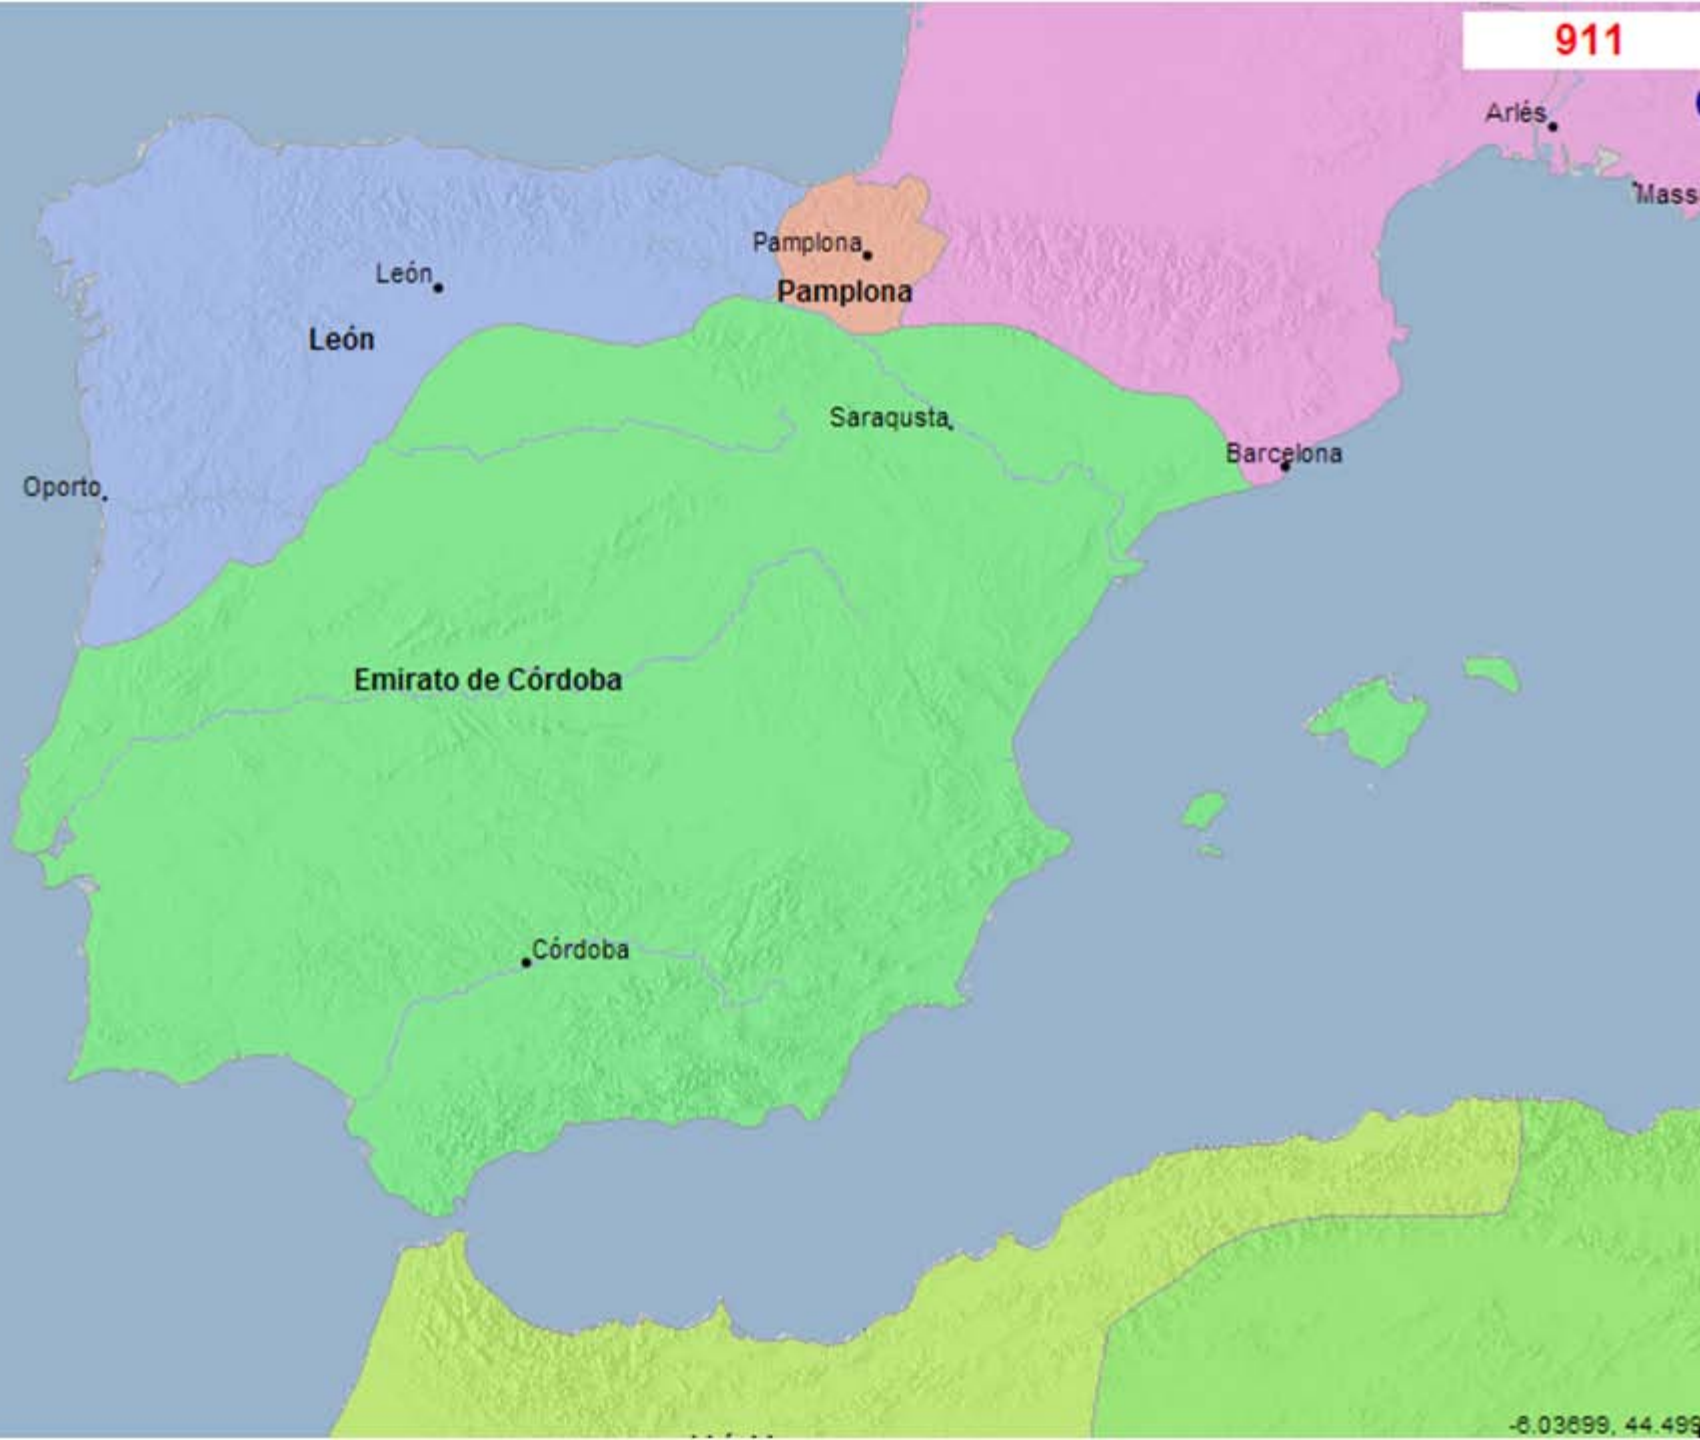 911
Arlés
Mass
Pamplona
León
Pamplona
León
Saraqusta
Barcelona
Oporto
Emirato de Córdoba
Córdoba
-6.03699, 44.499